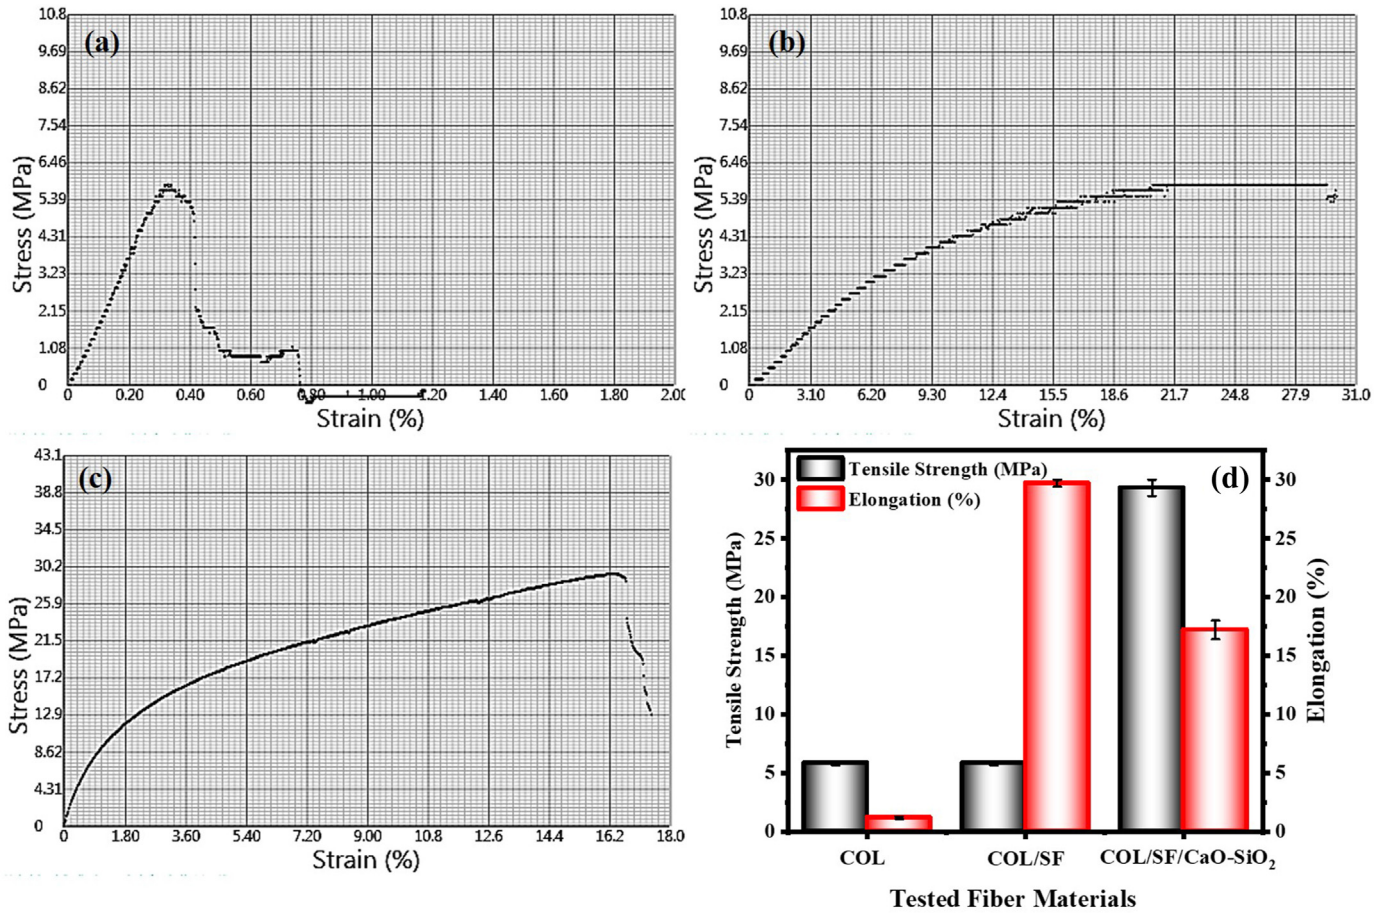 (a)
10.8
9.69
8.62
7.54
6.46
5.39
4.31
3.23
2.15
1.08
0
Stress (MPa)
0 0.20 0.40 0.60 0.80 1.00 1.20 1.40 1.60 1.80 2.00
Strain (%)
(b)
10.8
9.69
8.62
7.54
6.46
5.39
4.31
3.23
2.15
1.08
0
Stress (MPa)
0 3.10 6.20 9.30 12.4 15.5 18.6 21.7 24.8 27.9 31.0
Strain (%)
(c)
43.1
38.8
34.5
30.2
25.9
21.5
17.2
12.9
8.62
4.31
0
Stress (MPa)
0 1.80 3.60 5.40 7.20 9.00 10.8 12.6 14.4 16.2 18.0
Strain (%)
(d)
Tensile Strength (MPa)
Elongation (%)
30
25
20
15
10
5
0
Tensile Strength (MPa)
30
25
20
15
10
5
0
Elongation (%)
COL COL/SF COL/SF/CaO-SiO₂
Tested Fiber Materials